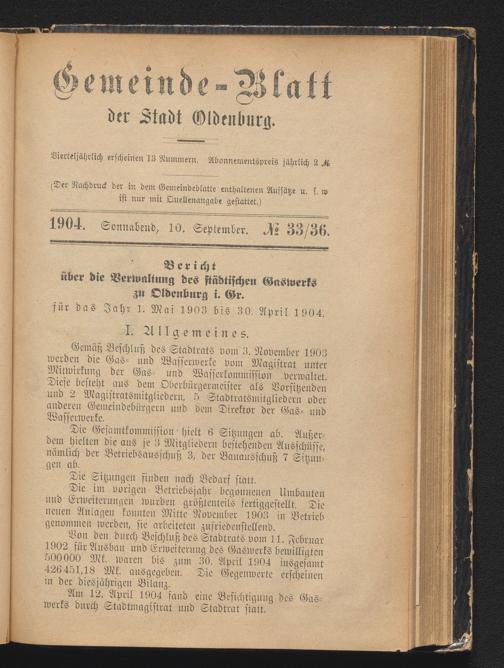 Gemeinde-Blatt
der Stadt Oldenburg.
Vierteljährlich erscheinen 13 Nummern. Abonnementspreis jährlich 2 ℳ
(Der Nachdruck der in dem Gemeindeblatte enthaltenen Aufsätze u. s. w
ist nur mit Quellenangabe gestattet.)
1904. Sonnabend, 10. September. № 33/36.
Bericht
über die Verwaltung des städtischen Gaswerks
zu Oldenburg i. Gr.
für das Jahr 1. Mai 1903 bis 30. April 1904.
I. Allgemeines.
Gemäß Beschluß des Stadtrats vom 3. November 1903
werden die Gas- und Wasserwerke vom Magistrat unter
Mitwirkung der Gas- und Wasserkommission verwaltet.
Diese besteht aus dem Oberbürgermeister als Vorsitzenden
und 2 Magistratsmitgliedern, 5 Stadtratsmitgliedern oder
anderen Gemeindebürgern und dem Direktor der Gas- und
Wasserwerke.
Die Gesamtkommission hielt 6 Sitzungen ab. Außer-
dem hielten die aus je 3 Mitgliedern bestehenden Ausschüsse,
nämlich der Betriebsausschuß 3, der Bauausschuß 7 Sitzun-
gen ab.
Die Sitzungen finden nach Bedarf statt.
Die im vorigen Betriebsjahr begonnenen Umbauten
und Erweiterungen wurden größtenteils fertiggestellt. Die
neuen Anlagen konnten Mitte November 1903 in Betrieb
genommen werden, sie arbeiteten zufriedenstellend.
Von den durch Beschluß des Stadtrats vom 11. Februar
1902 für Ausbau und Erweiterung des Gaswerks bewilligten
500000 Mk. waren bis zum 30. April 1904 insgesamt
426451,18 Mk. ausgegeben. Die Gegenwerte erscheinen
in der diesjährigen Bilanz.
Am 12. April 1904 fand eine Besichtigung des Gas-
werks durch Stadtmagistrat und Stadtrat statt.